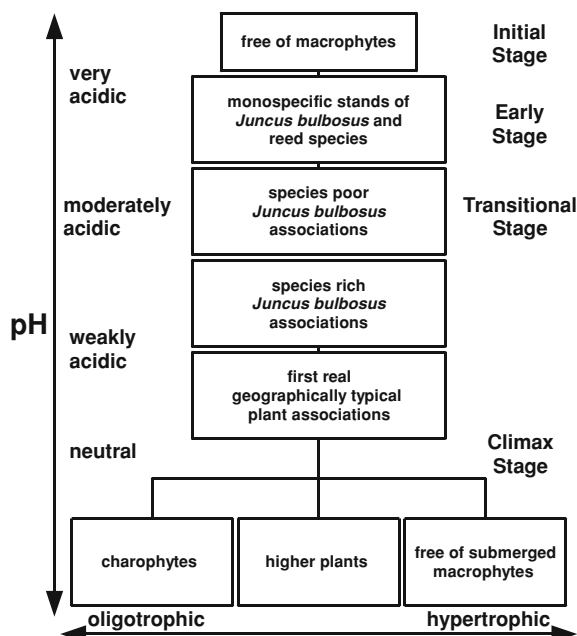 free of macrophytes
Initial
Stage
very
acidic
monospecific stands of
Juncus bulbosus and
reed species
Early
Stage
moderately
acidic
species poor
Juncus bulbosus
associations
Transitional
Stage
species rich
Juncus bulbosus
associations
pH
weakly
acidic
first real
geographically typical
plant associations
neutral
Climax
Stage
charophytes
higher plants
free of submerged
macrophytes
oligotrophic
hypertrophic